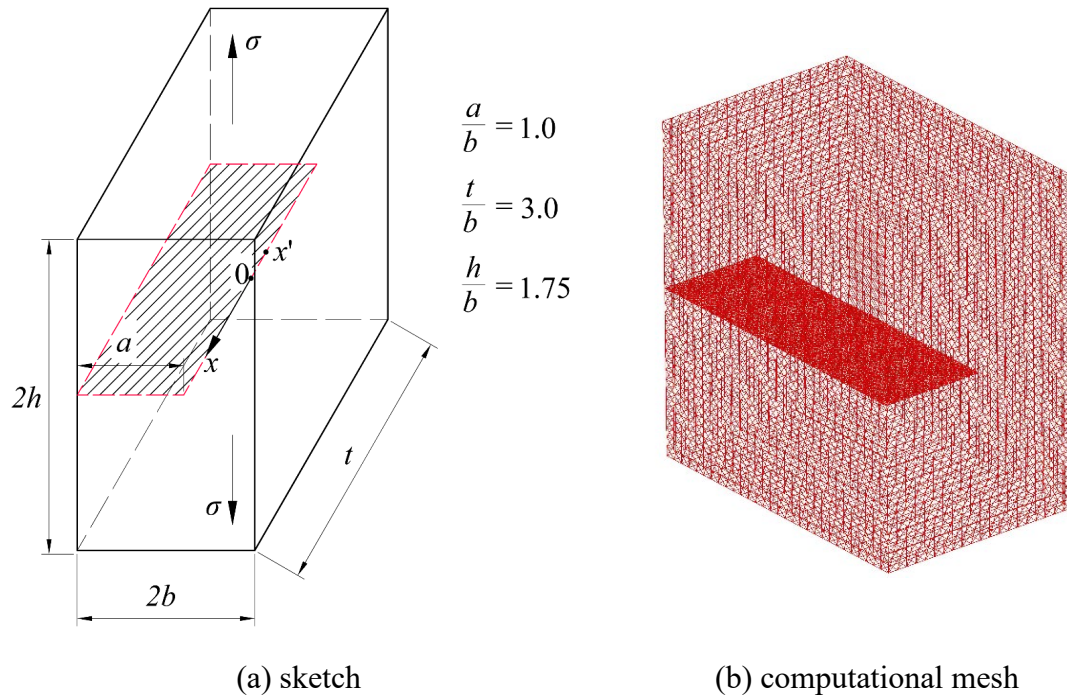 σ
a/b = 1.0
t/b = 3.0
x'
0
h/b = 1.75
a
x
2h
t
σ
2b
(a) sketch
(b) computational mesh